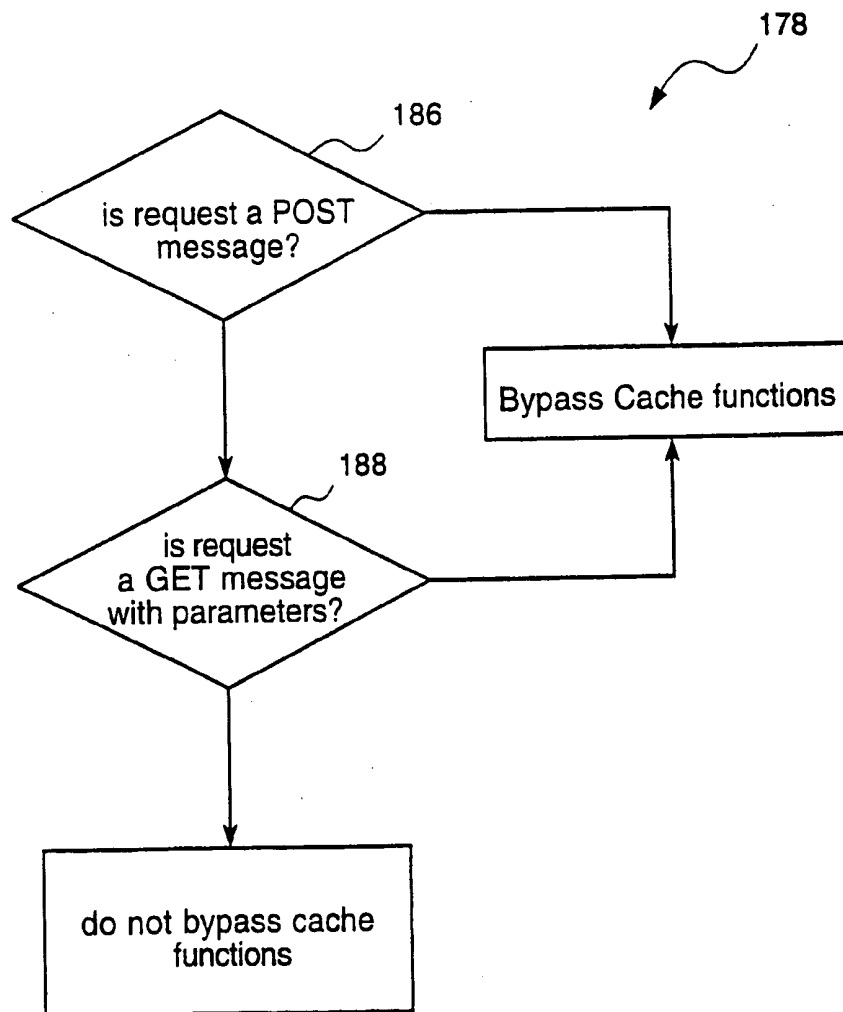 178
186
is request a POST
message?
Bypass Cache functions
188
is request
a GET message
with parameters?
do not bypass cache
functions